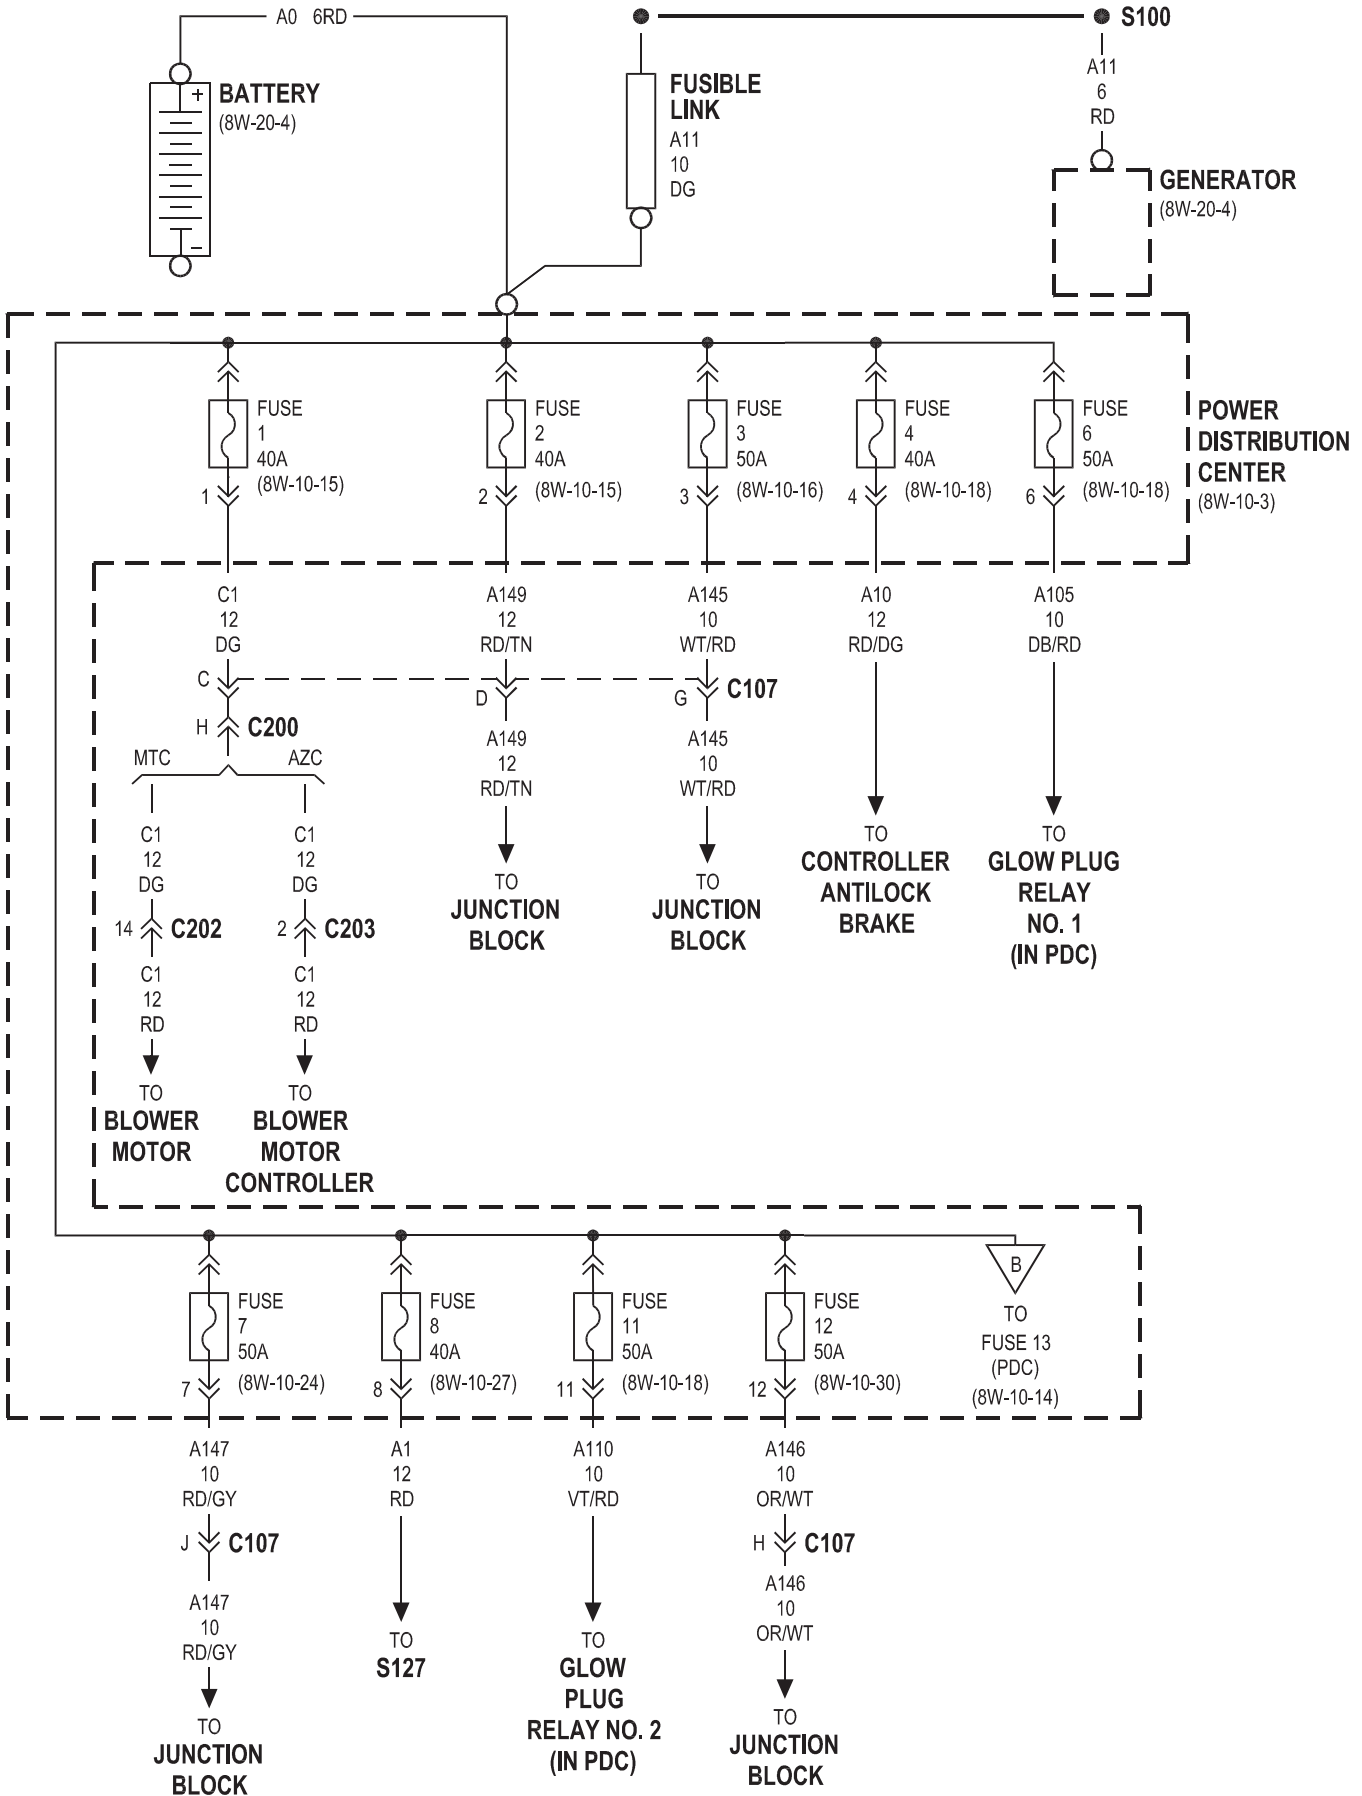 A0 6RD
S100
BATTERY
(8W-20-4)
+
−
FUSIBLE
LINK
A11
10
DG
A11
6
RD
GENERATOR
(8W-20-4)
FUSE
1
40A
(8W-10-15)
1
FUSE
2
40A
(8W-10-15)
2
FUSE
3
50A
(8W-10-16)
3
FUSE
4
40A
(8W-10-18)
4
FUSE
6
50A
(8W-10-18)
6
POWER
DISTRIBUTION
CENTER
(8W-10-3)
C1
12
DG
A149
12
RD/TN
A145
10
WT/RD
A10
12
RD/DG
A105
10
DB/RD
C
D
G
C107
H
C200
MTC
AZC
A149
12
RD/TN
A145
10
WT/RD
C1
12
DG
C1
12
DG
14
C202
2
C203
C1
12
RD
C1
12
RD
TO
JUNCTION
BLOCK
TO
JUNCTION
BLOCK
TO
CONTROLLER
ANTILOCK
BRAKE
TO
GLOW PLUG
RELAY
NO. 1
(IN PDC)
TO
BLOWER
MOTOR
TO
BLOWER
MOTOR
CONTROLLER
FUSE
7
50A
(8W-10-24)
7
FUSE
8
40A
(8W-10-27)
8
FUSE
11
50A
(8W-10-18)
11
FUSE
12
50A
(8W-10-30)
12
B
TO
FUSE 13
(PDC)
(8W-10-14)
A147
10
RD/GY
A1
12
RD
A110
10
VT/RD
A146
10
OR/WT
J
C107
H
C107
A147
10
RD/GY
A146
10
OR/WT
TO
JUNCTION
BLOCK
TO
S127
TO
GLOW
PLUG
RELAY NO. 2
(IN PDC)
TO
JUNCTION
BLOCK